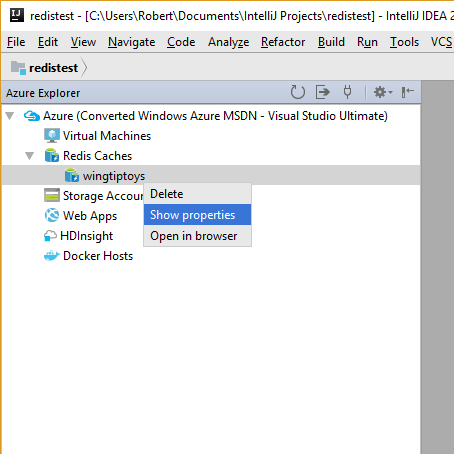 redistest - [C:\Users\Robert\Documents\IntelliJ Projects\redistest] - IntelliJ IDEA 2
File Edit View Navigate Code Analyze Refactor Build Run Tools VCS
redistest
Azure Explorer
Azure (Converted Windows Azure MSDN - Visual Studio Ultimate)
Virtual Machines
Redis Caches
wingtiptoys
Delete
Storage Accou
Show properties
Web Apps
Open in browser
HDInsight
Docker Hosts